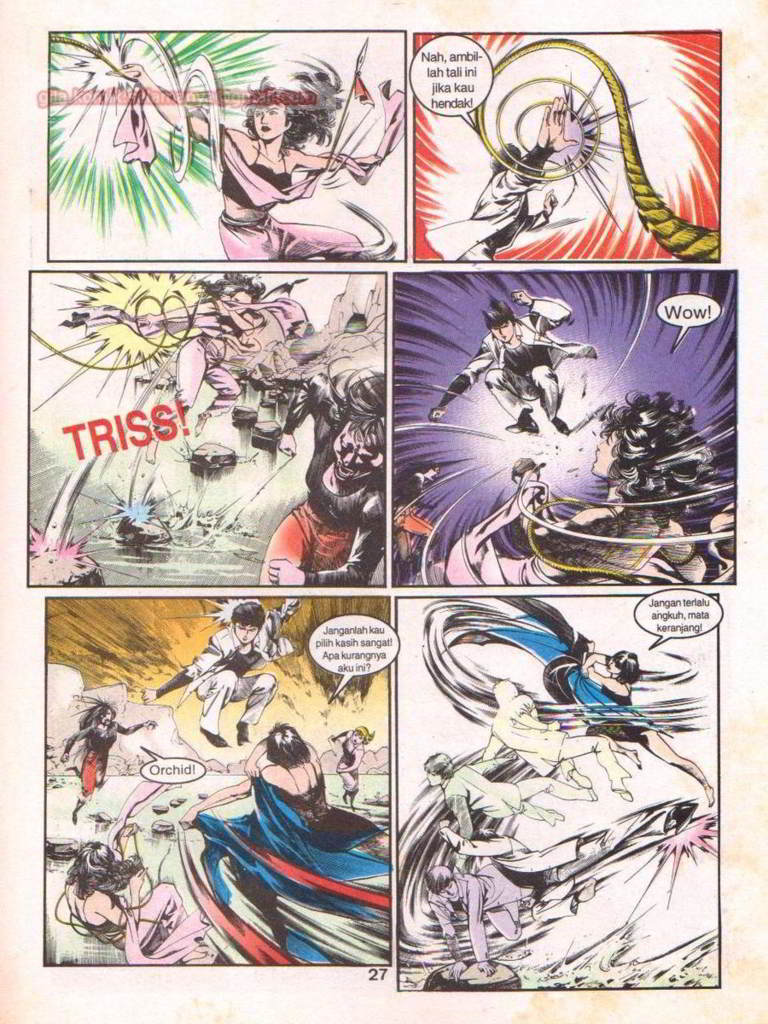 Nah, ambil-
lah tali ini
jika kau
hendak!
TRISS!
Wow!
Janganlah kau
pilih kasih sangat!
Apa kurangnya
aku ini?
Orchid!
Jangan terlalu
angkuh, mata
keranjang!
27